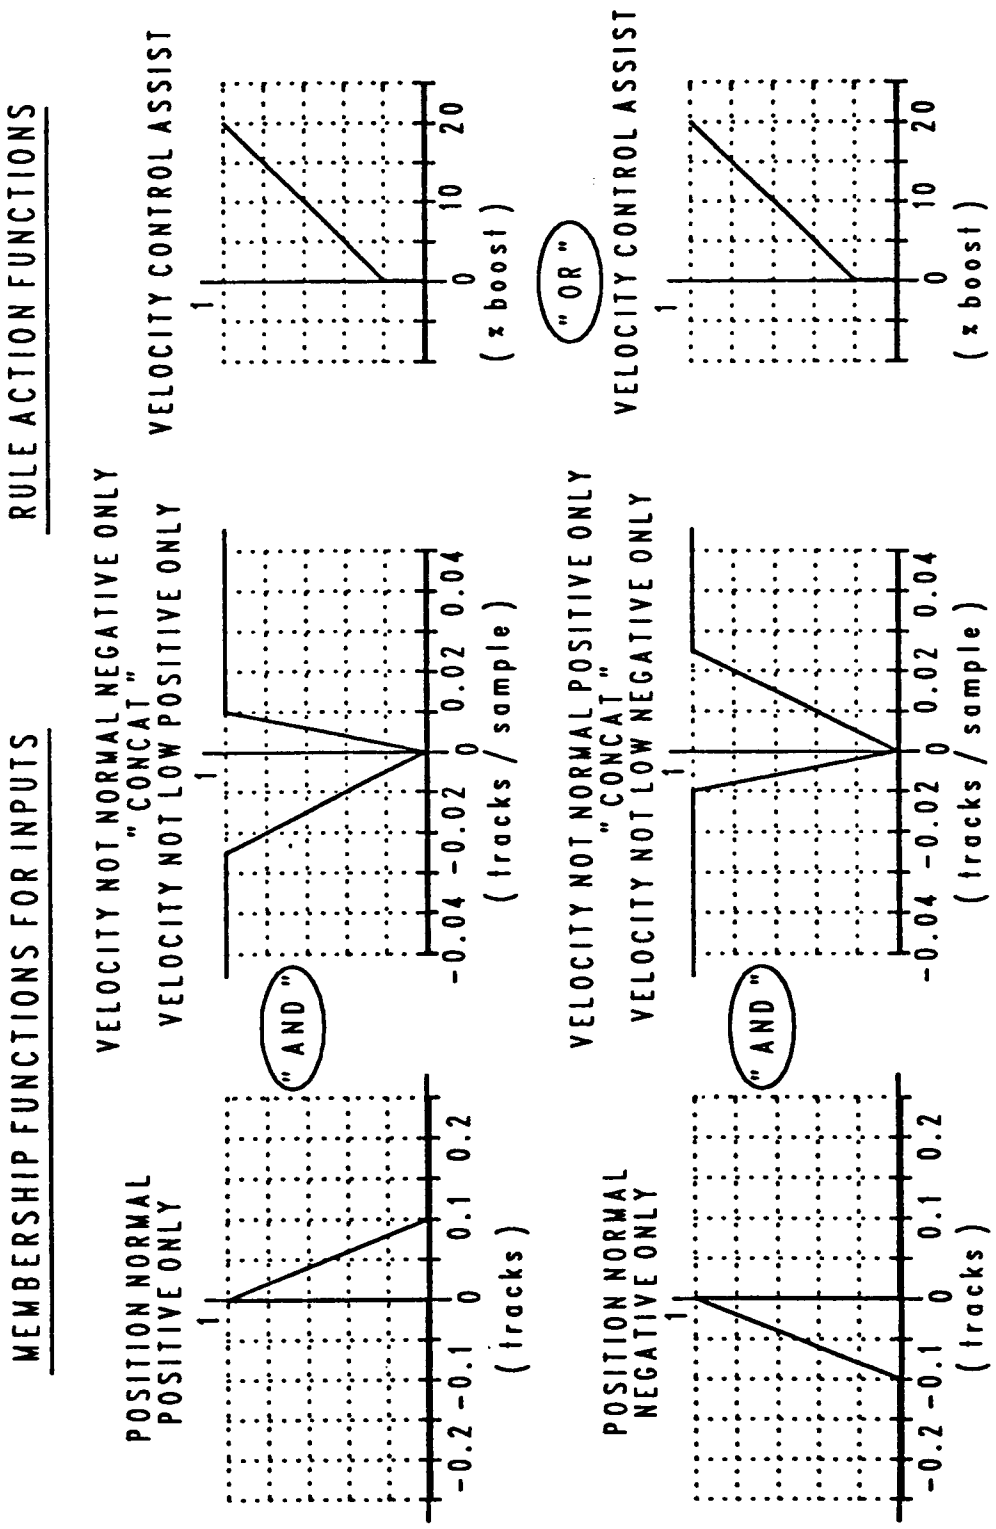 MEMBERSHIP FUNCTIONS FOR INPUTS
RULE ACTION FUNCTIONS
POSITION NORMAL
POSITIVE ONLY
1
-0.2 -0.1 0 0.1 0.2
(tracks)
"AND"
VELOCITY NOT NORMAL NEGATIVE ONLY
"CONCAT"
VELOCITY NOT LOW POSITIVE ONLY
1
-0.04 -0.02 0 0.02 0.04
(tracks / sample)
VELOCITY CONTROL ASSIST
1
0 10 20
(% boost)
"OR"
POSITION NORMAL
NEGATIVE ONLY
1
-0.2 -0.1 0 0.1 0.2
(tracks)
"AND"
VELOCITY NOT NORMAL POSITIVE ONLY
"CONCAT"
VELOCITY NOT LOW NEGATIVE ONLY
1
-0.04 -0.02 0 0.02 0.04
(tracks / sample)
VELOCITY CONTROL ASSIST
1
0 10 20
(% boost)